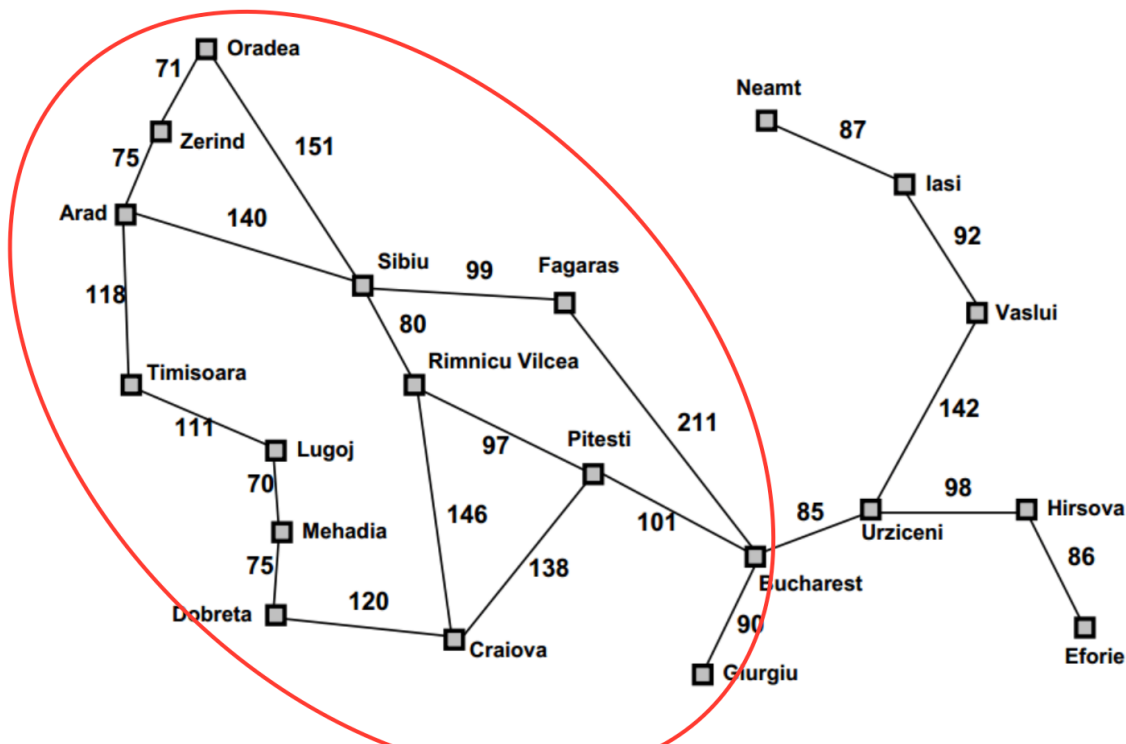 Oradea
71
Neamt
87
Zerind
151
75
Iasi
Arad
140
92
Sibiu
99
Fagaras
118
Vaslui
80
Rimnicu Vilcea
Timisoara
142
111
97
Pitesti
211
Lugoj
70
98
Hirsova
146
101
85
Mehadia
Urziceni
75
138
86
Bucharest
120
Dobreta
90
Craiova
Eforie
Giurgiu